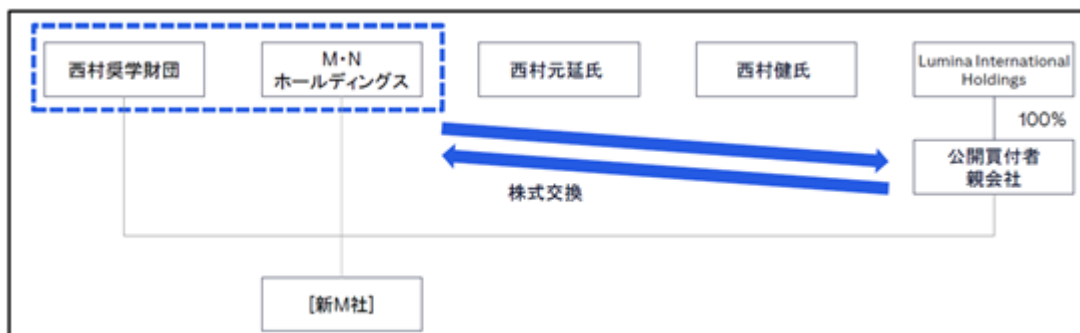 西村奨学財団
M・N
ホールディングス
西村元延氏
西村健氏
Lumina International
Holdings
100%
公開買付者
親会社
株式交換
[新M社]